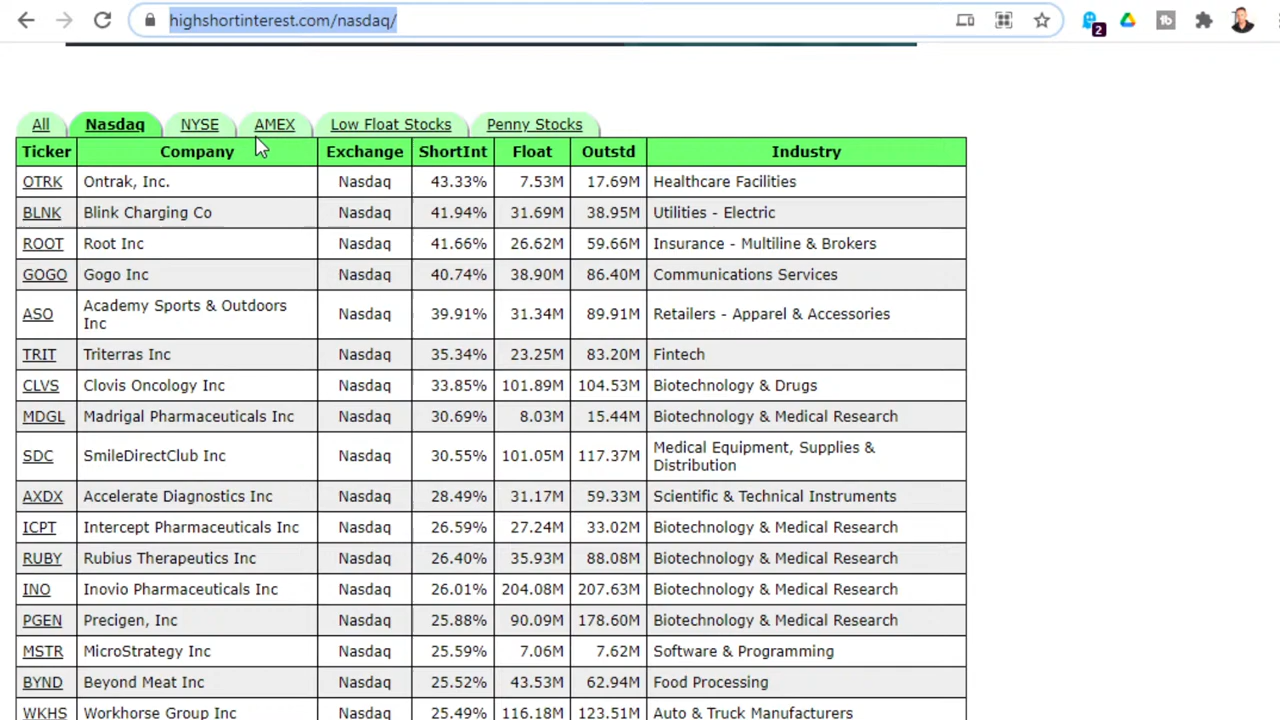 highshortinterest.com/nasdaq/
2
All Nasdaq NYSE AMEX Low Float Stocks Penny Stocks
Ticker Company Exchange ShortInt Float Outstd Industry
OTRK Ontrak, Inc. Nasdaq 43.33% 7.53M 17.69M Healthcare Facilities
BLNK Blink Charging Co Nasdaq 41.94% 31.69M 38.95M Utilities - Electric
ROOT Root Inc Nasdaq 41.66% 26.62M 59.66M Insurance - Multiline & Brokers
GOGO Gogo Inc Nasdaq 40.74% 38.90M 86.40M Communications Services
ASO Academy Sports & Outdoors
Inc Nasdaq 39.91% 31.34M 89.91M Retailers - Apparel & Accessories
TRIT Triterras Inc Nasdaq 35.34% 23.25M 83.20M Fintech
CLVS Clovis Oncology Inc Nasdaq 33.85% 101.89M 104.53M Biotechnology & Drugs
MDGL Madrigal Pharmaceuticals Inc Nasdaq 30.69% 8.03M 15.44M Biotechnology & Medical Research
SDC SmileDirectClub Inc Nasdaq 30.55% 101.05M 117.37M Medical Equipment, Supplies &
Distribution
AXDX Accelerate Diagnostics Inc Nasdaq 28.49% 31.17M 59.33M Scientific & Technical Instruments
ICPT Intercept Pharmaceuticals Inc Nasdaq 26.59% 27.24M 33.02M Biotechnology & Medical Research
RUBY Rubius Therapeutics Inc Nasdaq 26.40% 35.93M 88.08M Biotechnology & Medical Research
INO Inovio Pharmaceuticals Inc Nasdaq 26.01% 204.08M 207.63M Biotechnology & Medical Research
PGEN Precigen, Inc Nasdaq 25.88% 90.09M 178.60M Biotechnology & Medical Research
MSTR MicroStrategy Inc Nasdaq 25.59% 7.06M 7.62M Software & Programming
BYND Beyond Meat Inc Nasdaq 25.52% 43.53M 62.94M Food Processing
WKHS Workhorse Group Inc Nasdaq 25.49% 116.18M 123.51M Auto & Truck Manufacturers